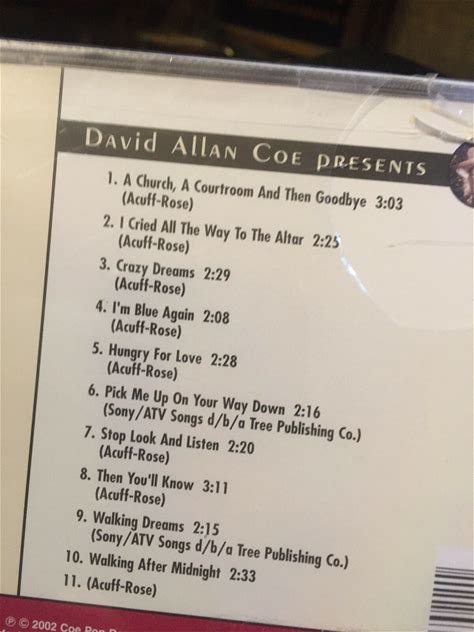 David Allan Coe presents
1. A Church, A Courtroom And Then Goodbye 3:03
(Acuff-Rose)
2. I Cried All The Way To The Altar 2:25
(Acuff-Rose)
3. Crazy Dreams 2:29
(Acuff-Rose)
4. I'm Blue Again 2:08
(Acuff-Rose)
5. Hungry For Love 2:28
(Acuff-Rose)
6. Pick Me Up On Your Way Down 2:16
(Sony/ATV Songs d/b/a Tree Publishing Co.)
7. Stop Look And Listen 2:20
(Acuff-Rose)
8. Then You'll Know 3:11
(Acuff-Rose)
9. Walking Dreams 2:15
(Sony/ATV Songs d/b/a Tree Publishing Co.)
10. Walking After Midnight 2:33
11. (Acuff-Rose)
℗ © 2002 Coe Pop